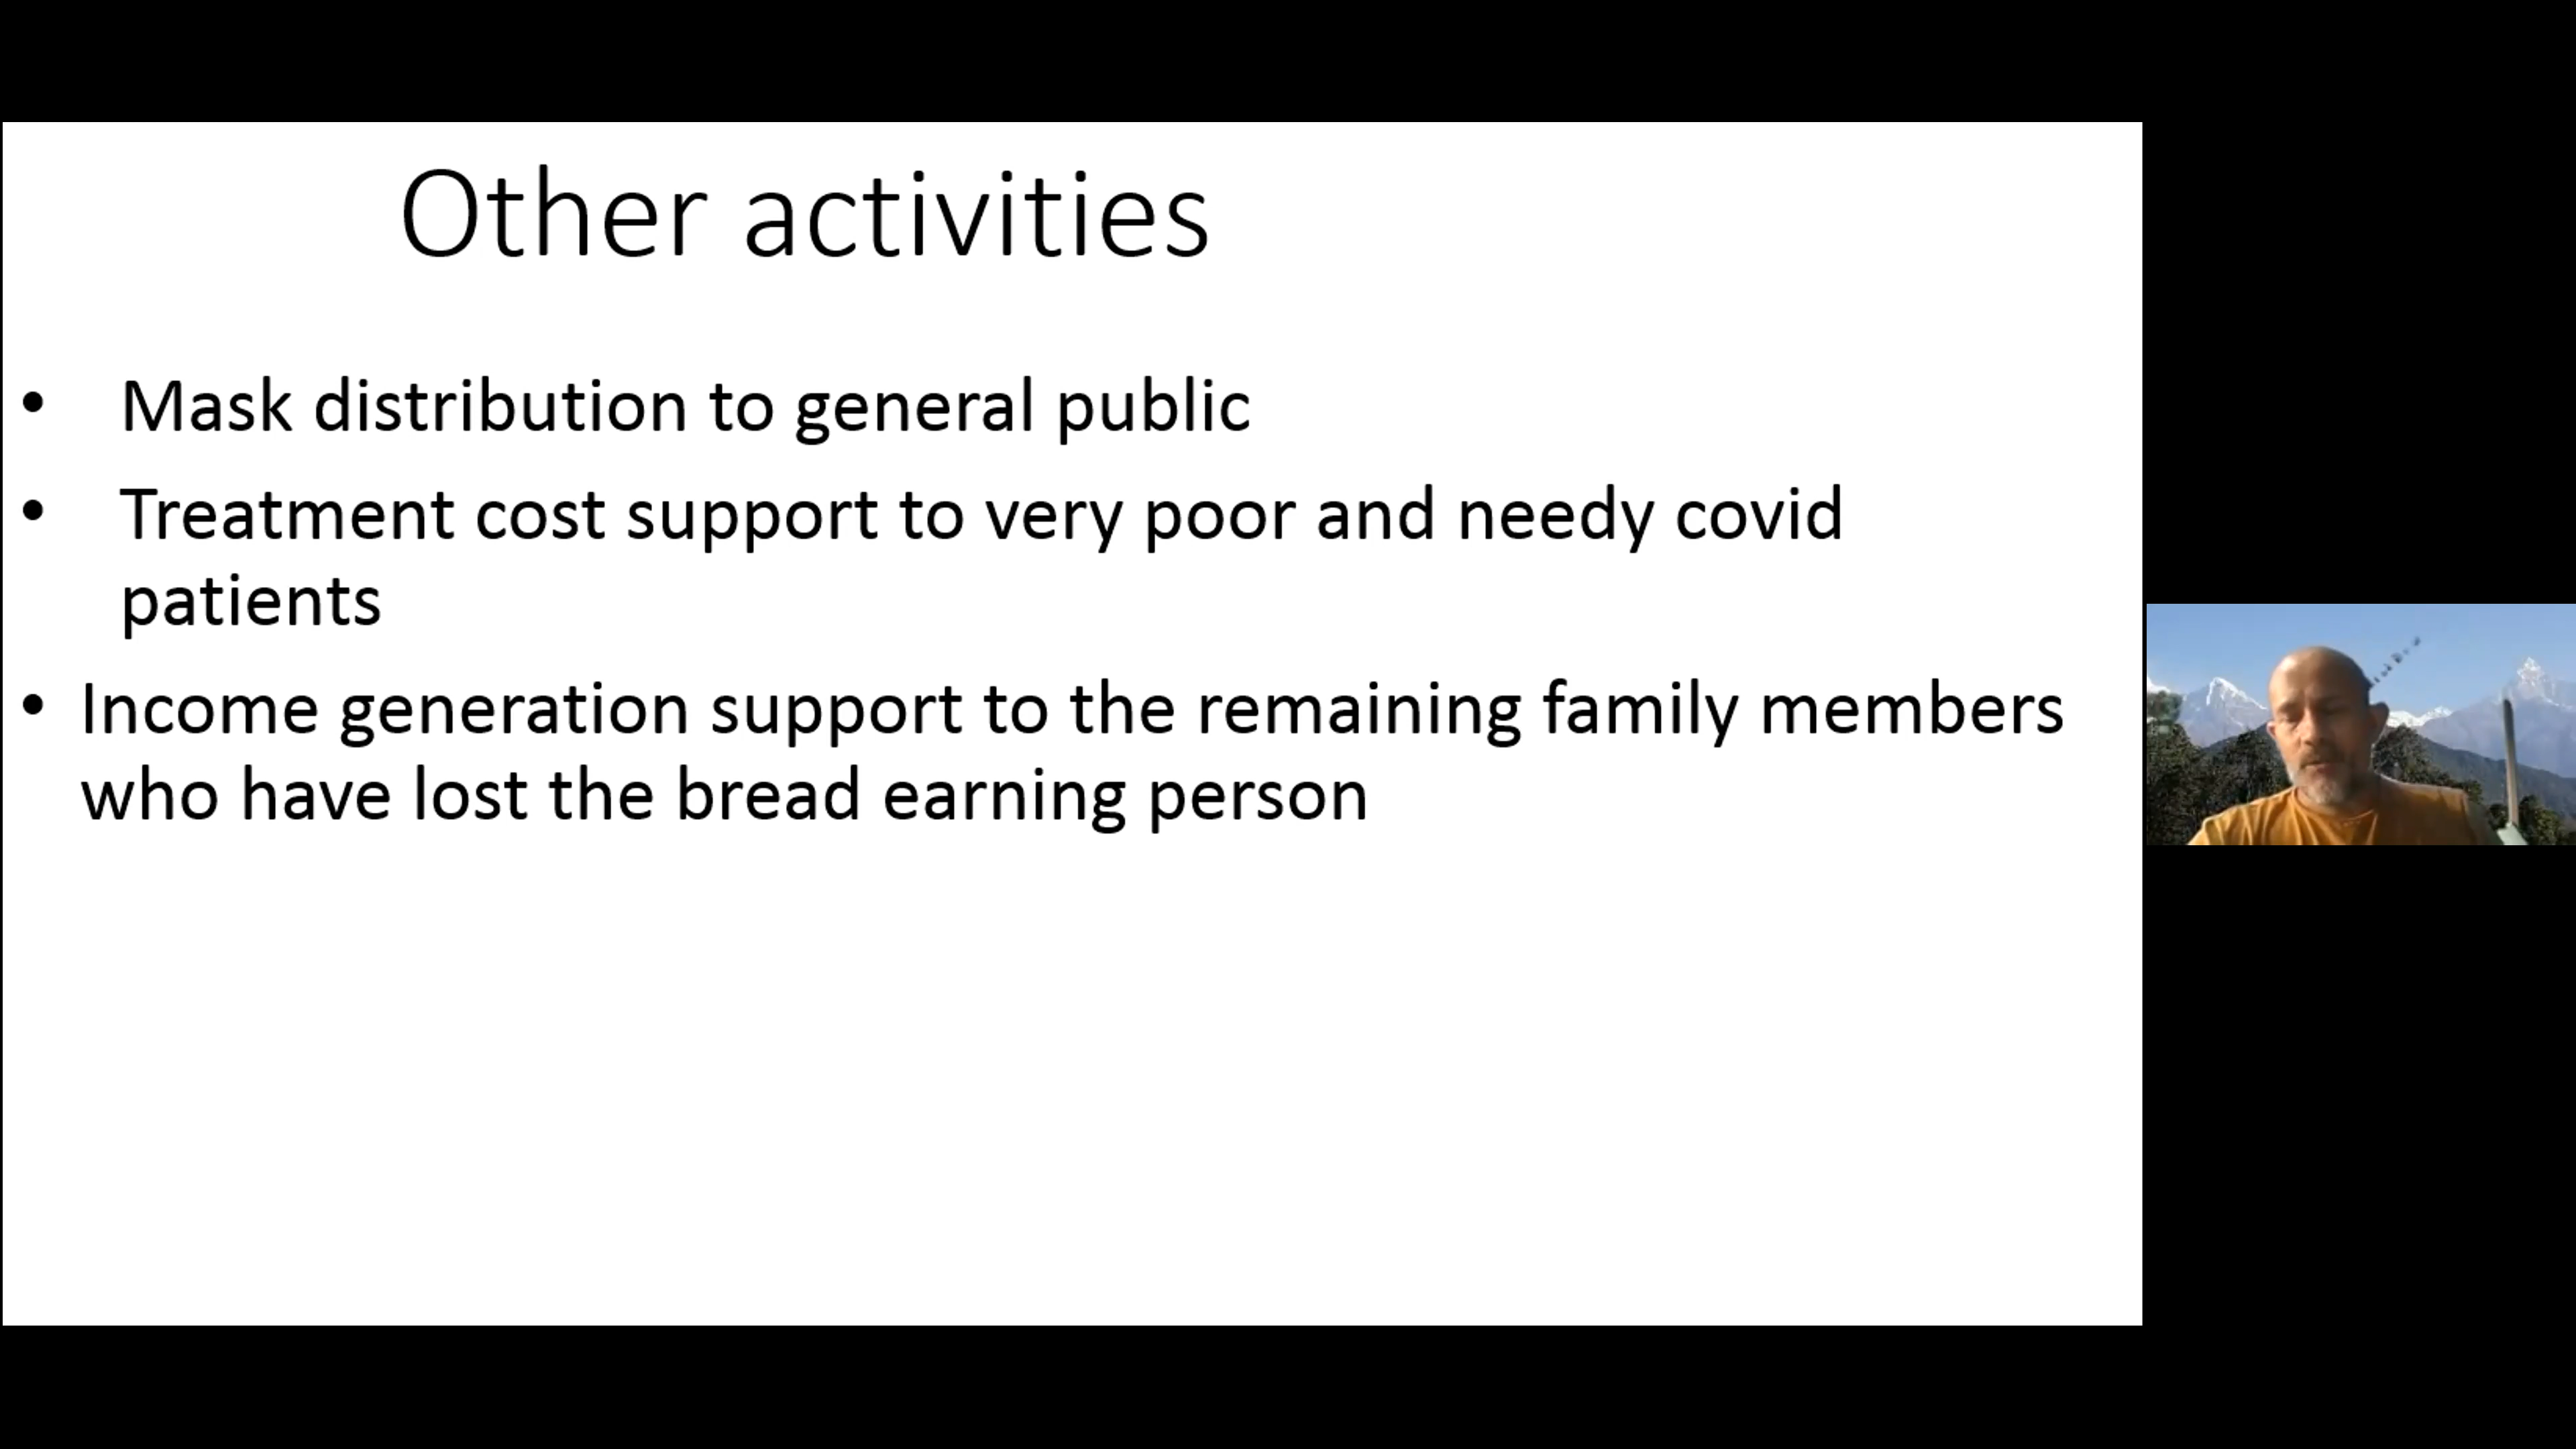 Other activities
• Mask distribution to general public
• Treatment cost support to very poor and needy covid
patients
• Income generation support to the remaining family members
who have lost the bread earning person